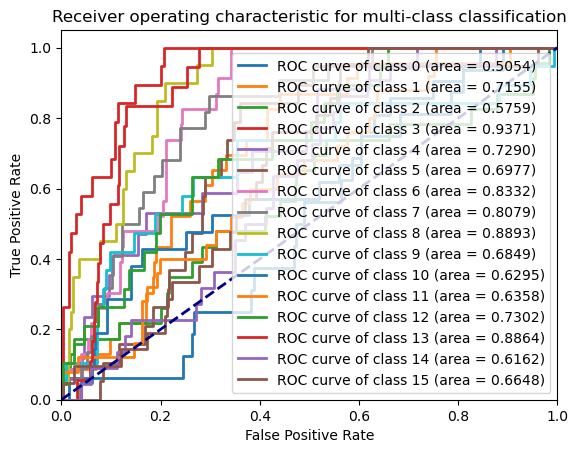 Receiver operating characteristic for multi-class classification
1.0
0.8
0.6
0.4
0.2
0.0
True Positive Rate
ROC curve of class 0 (area = 0.5054)
ROC curve of class 1 (area = 0.7155)
ROC curve of class 2 (area = 0.5759)
ROC curve of class 3 (area = 0.9371)
ROC curve of class 4 (area = 0.7290)
ROC curve of class 5 (area = 0.6977)
ROC curve of class 6 (area = 0.8332)
ROC curve of class 7 (area = 0.8079)
ROC curve of class 8 (area = 0.8893)
ROC curve of class 9 (area = 0.6849)
ROC curve of class 10 (area = 0.6295)
ROC curve of class 11 (area = 0.6358)
ROC curve of class 12 (area = 0.7302)
ROC curve of class 13 (area = 0.8864)
ROC curve of class 14 (area = 0.6162)
ROC curve of class 15 (area = 0.6648)
0.0 0.2 0.4 0.6 0.8 1.0
False Positive Rate